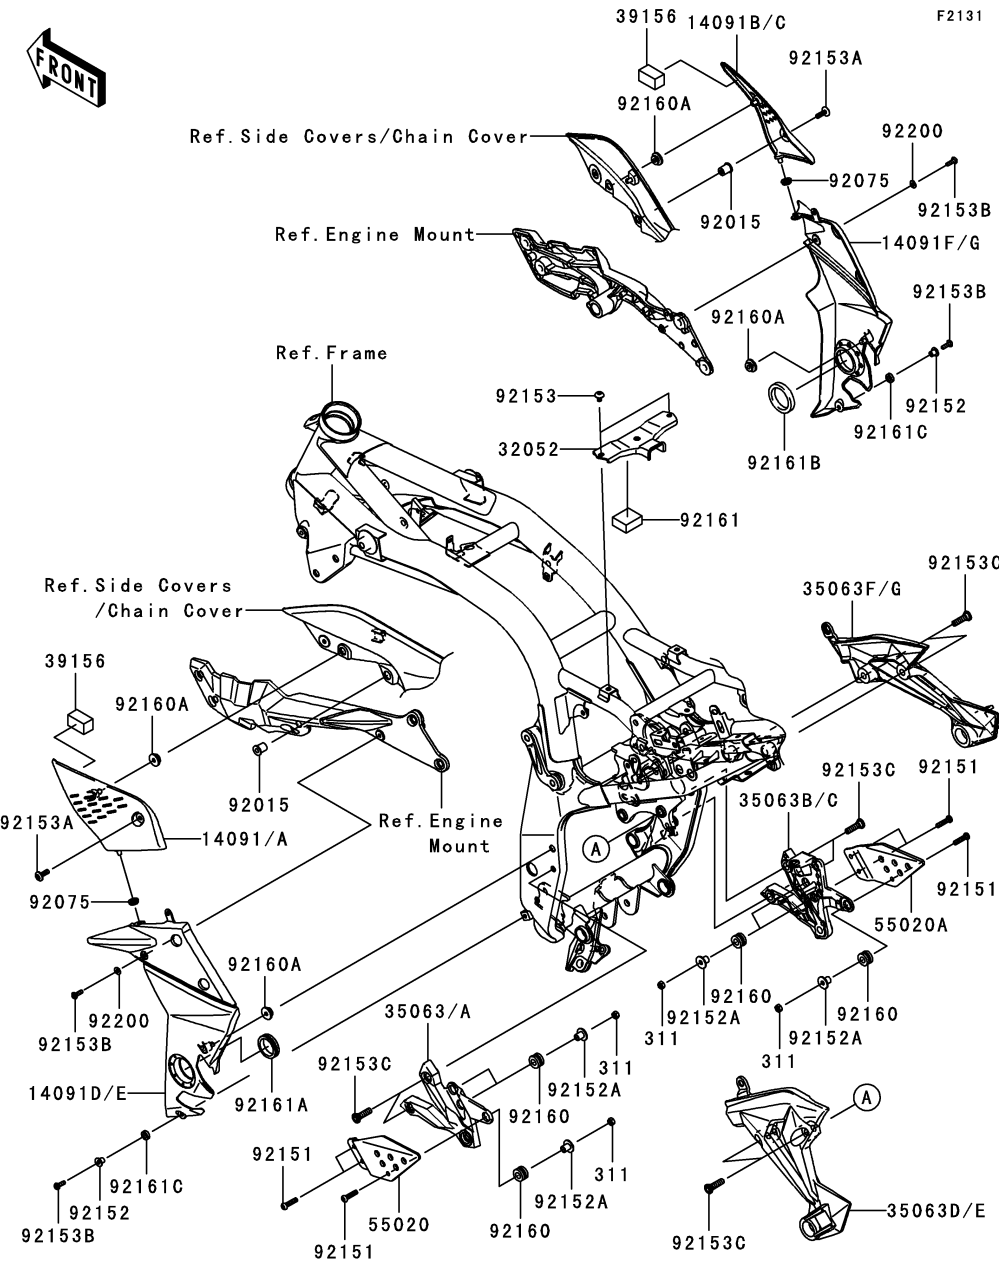 F2131
39156
14091B/C
92153A
FRONT
92160A
92200
Ref.Side Covers/Chain Cover
92075
92153B
92015
Ref.Engine Mount
14091F/G
92153B
92160A
Ref.Frame
92153
92152
32052
92161C
92161B
92161
92153C
Ref.Side Covers
/Chain Cover
35063F/G
39156
92160A
92153C
92151
92015
35063B/C
92153A
14091/A
Ref.Engine
Mount
A
92151
92075
55020A
92160A
92160
92160
92200
92152A
92152A
35063/A
311
311
92153B
92153C
14091D/E
92161A
311
92152A
92160
A
92151
92161C
311
92152A
92152
55020
92160
35063D/E
92153B
92151
92153C